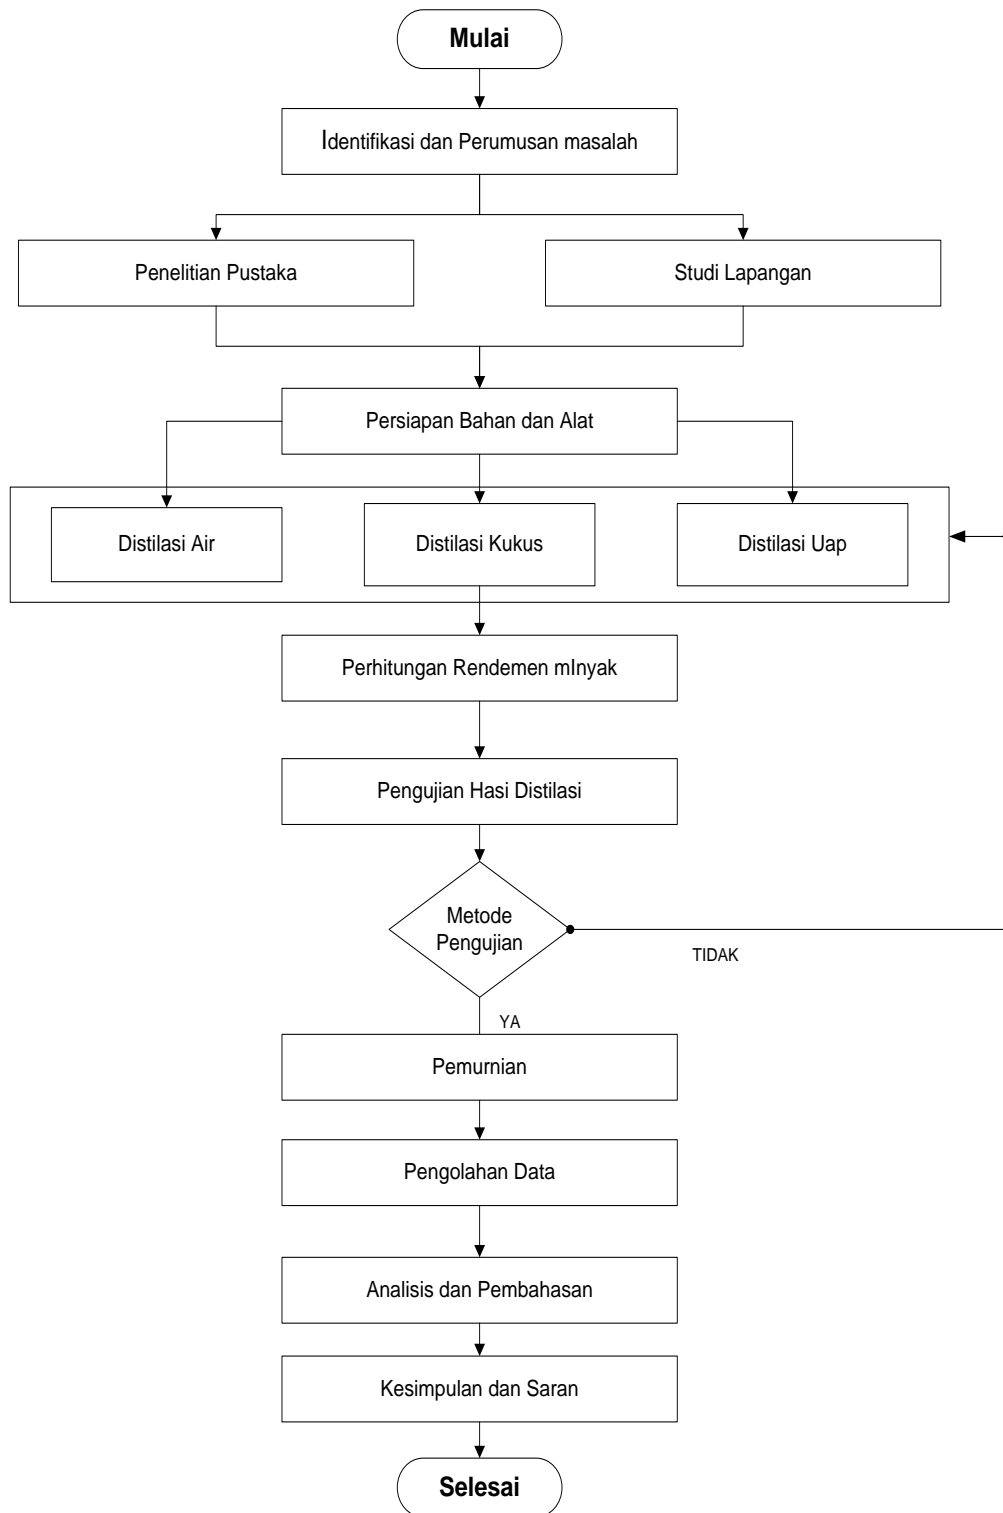 Mulai
Identifikasi dan Perumusan masalah
Penelitian Pustaka
Studi Lapangan
Persiapan Bahan dan Alat
Distilasi Air
Distilasi Kukus
Distilasi Uap
Perhitungan Rendemen mInyak
Pengujian Hasi Distilasi
Metode
Pengujian
TIDAK
YA
Pemurnian
Pengolahan Data
Analisis dan Pembahasan
Kesimpulan dan Saran
Selesai